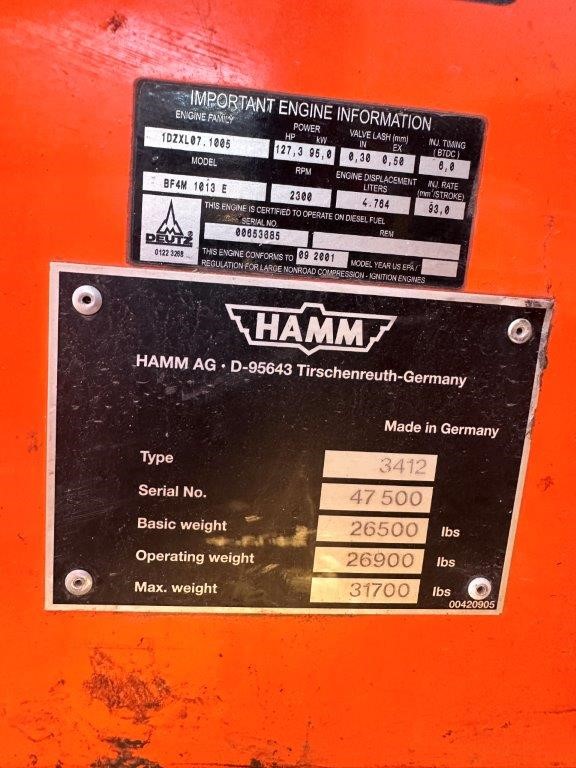 IMPORTANT ENGINE INFORMATION
ENGINE FAMILY POWER VALVE LASH (mm) INJ. TIMING
HP kW IN EX (BTDC)
1DZXL07.1005 127,3 95,0 0,30 0,50 6,0
MODEL RPM ENGINE DISPLACEMENT LITERS INJ. RATE (mm³/STROKE)
BF4M 1013 E 2300 4.764 93,0
THIS ENGINE IS CERTIFIED TO OPERATE ON DIESEL FUEL
SERIAL NO. REM
00853885
DEUTZ ®
0122 3268
THIS ENGINE CONFORMS TO 09 2001 MODEL YEAR US EPA/
REGULATION FOR LARGE NONROAD COMPRESSION - IGNITION ENGINES
HAMM
HAMM AG · D-95643 Tirschenreuth-Germany
Made in Germany
Type 3412
Serial No. 47 500
Basic weight 26500 lbs
Operating weight 26900 lbs
Max. weight 31700 lbs
00420905